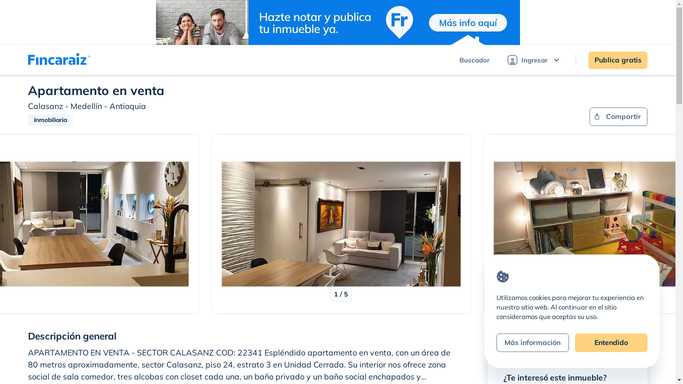 Hazte notar y publica
tu inmueble ya.
Fr
Más info aquí
Fincaraiz
Buscador
Ingresar
Publica gratis
Apartamento en venta
Calasanz - Medellín - Antioquia
Inmobiliaria
Compartir
1 / 5
Utilizamos cookies para mejorar tu experiencia en
nuestro sitio web. Al continuar en el sitio
consideramos que aceptas su uso.
Más información
Entendido
Descripción general
APARTAMENTO EN VENTA - SECTOR CALASANZ COD: 22341 Espléndido apartamento en venta, con un área de
80 metros aproximadamente, sector Calasanz, piso 24, estrato 3 en Unidad Cerrada. Su interior nos ofrece zona
social de sala comedor, tres alcobas con closet cada una, un baño privado y un baño social enchapados y...
¿Te interesó este inmueble?